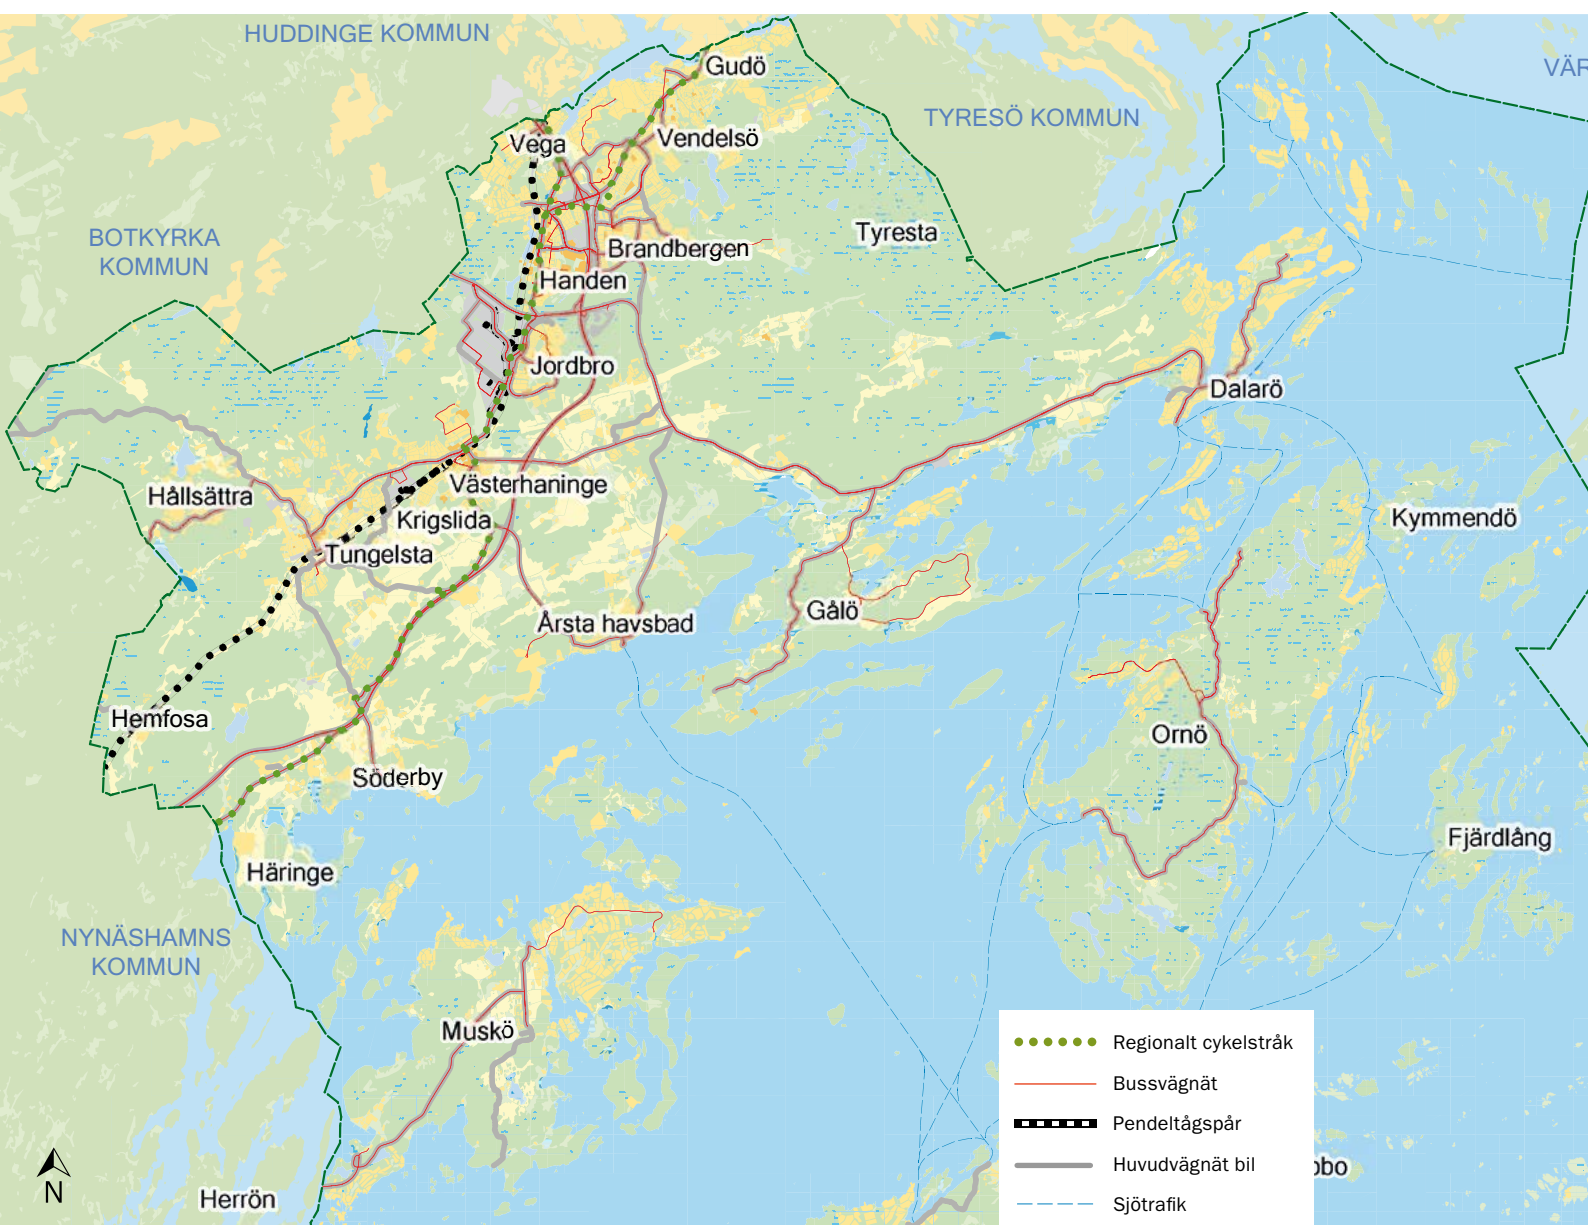 HUDDINGE KOMMUN
Gudö
VÄR
TYRESÖ KOMMUN
Vega
Vendelsö
BOTKYRKA
KOMMUN
Tyresta
Brandbergen
Handen
Jordbro
Dalarö
Hållsättra
Västerhaninge
Krigslida
Kymmendö
Tungelsta
Gålö
Årsta havsbad
Hemfosa
Ornö
Söderby
Fjärdlång
Häringe
NYNÄSHAMNS
KOMMUN
Muskö
Regionalt cykelstråk
Bussvägnät
Pendeltågspår
Huvudvägnät bil
Sjötrafik
N
Herrön